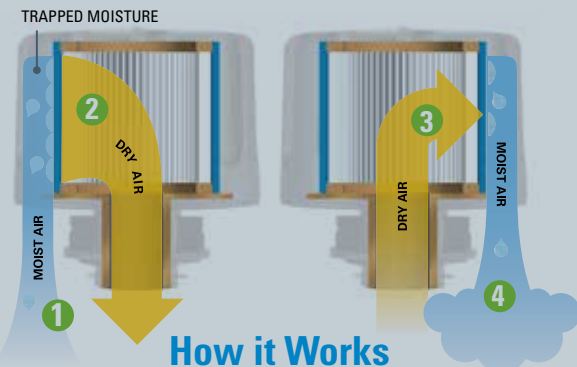 TRAPPED MOISTURE
2
DRY AIR
MOIST AIR
1
3
DRY AIR
MOIST AIR
4
How it Works